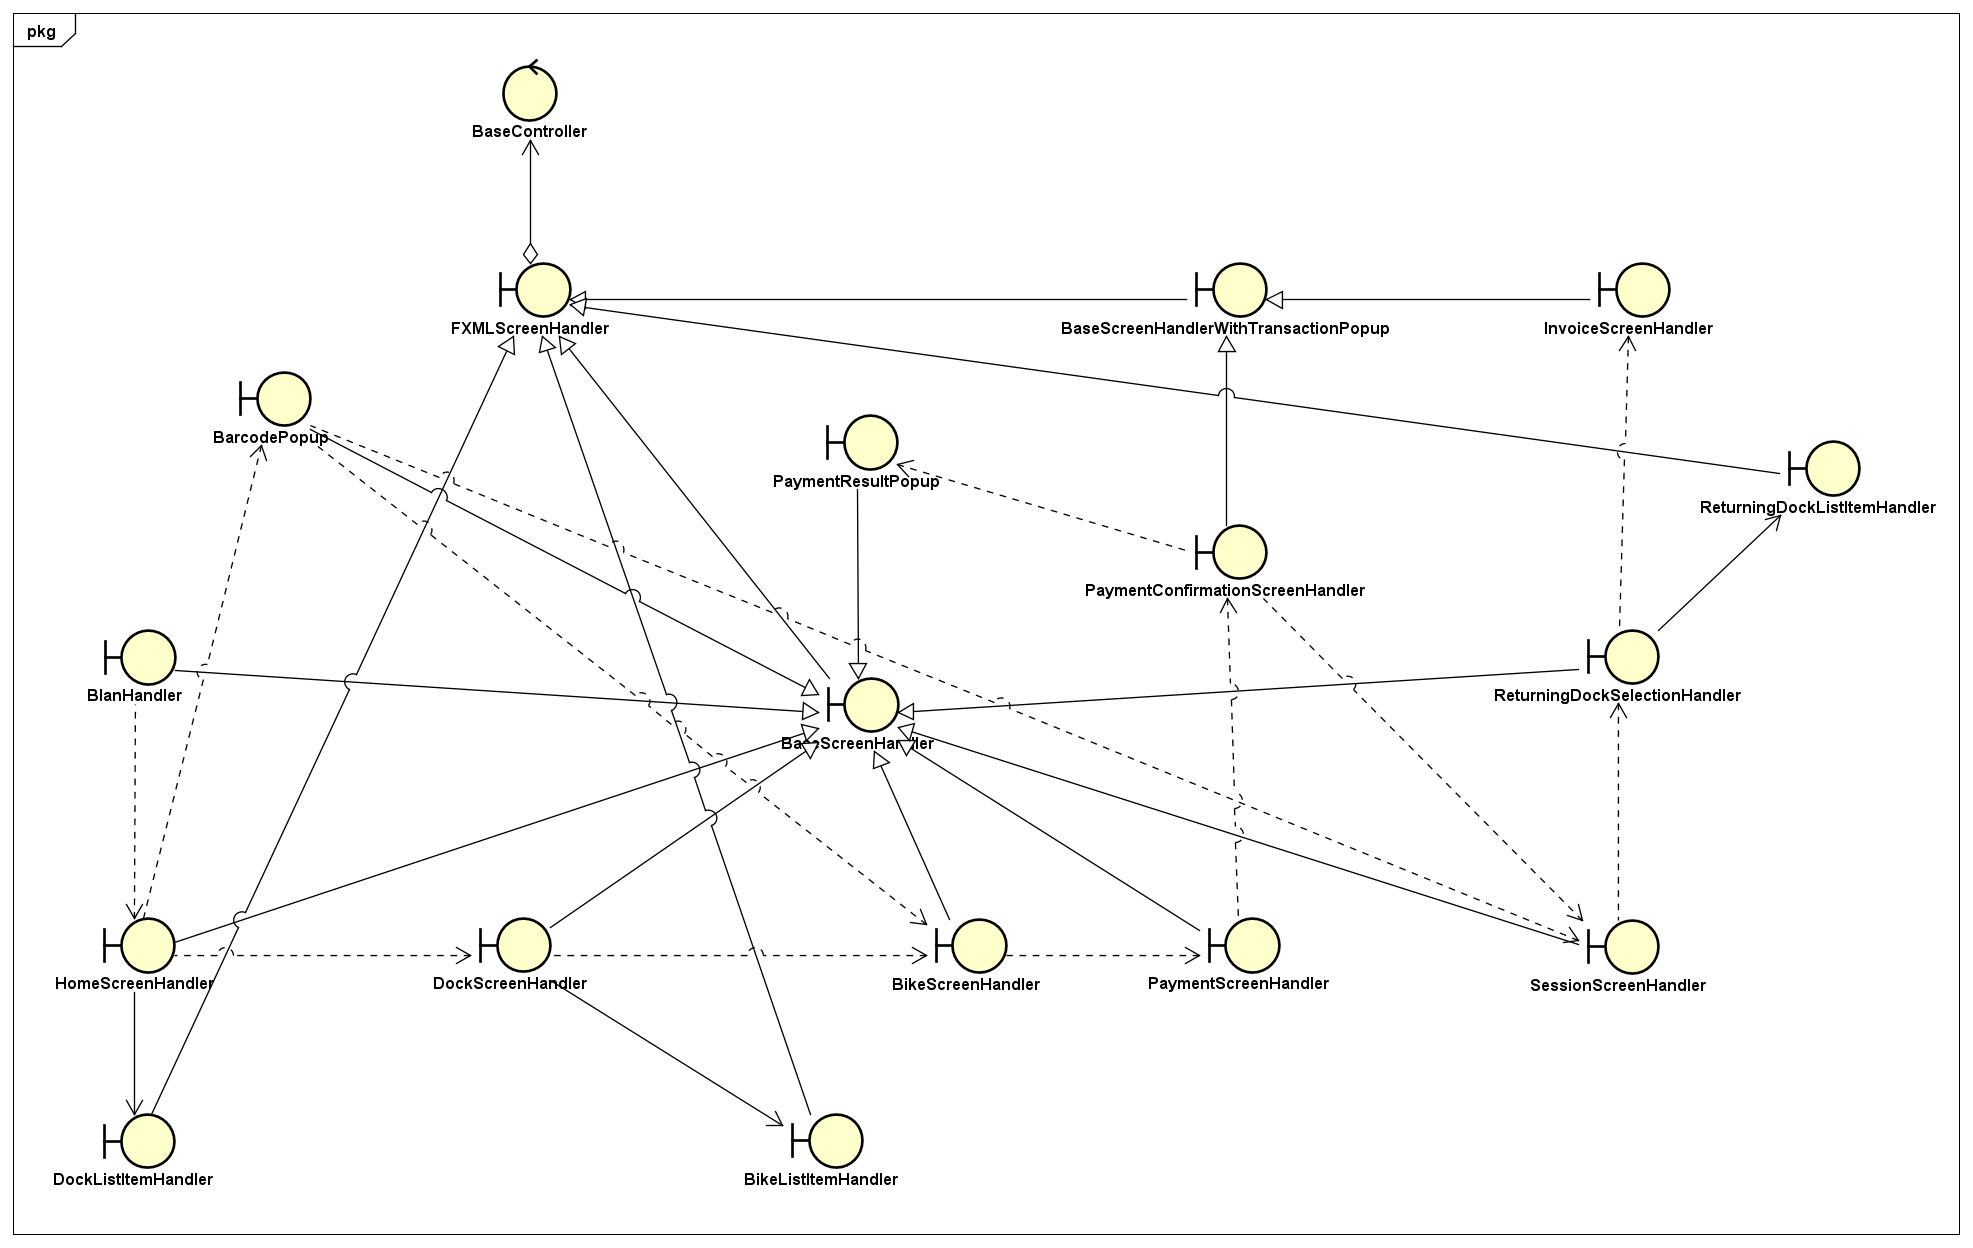 pkg
BaseController
FXMLScreenHandler
BaseScreenHandlerWithTransactionPopup
InvoiceScreenHandler
BarcodePopup
PaymentResultPopup
ReturningDockListItemHandler
PaymentConfirmationScreenHandler
BlanHandler
ReturningDockSelectionHandler
BaseScreenHandler
HomeScreenHandler
DockScreenHandler
BikeScreenHandler
PaymentScreenHandler
SessionScreenHandler
DockListItemHandler
BikeListItemHandler